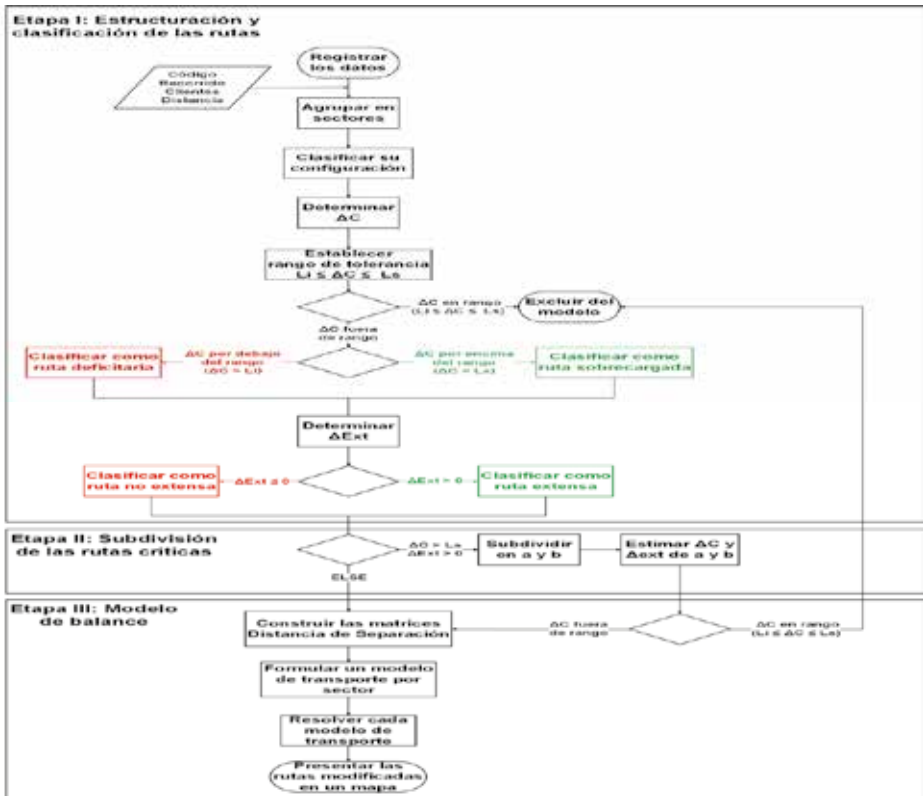 Etapa I: Estructuración y
clasificación de las rutas
Registrar
los datos
Código
Recorrido
Clientes
Distancia
Agrupar en
sectores
Clasificar su
configuración
Determinar
ΔC
Establecer
rango de tolerancia
Li ≤ ΔC ≤ Ls
ΔC en rango
(Li ≤ ΔC ≤ Ls)
Excluir del
modelo
ΔC fuera
de rango
Clasificar como
ruta deficitaria
ΔC por debajo
del rango
(ΔC < Li)
ΔC por encima
del rango
(ΔC > Ls)
Clasificar como
ruta sobrecargada
Determinar
ΔExt
Clasificar como
ruta no extensa
ΔExt ≤ 0
ΔExt > 0
Clasificar como
ruta extensa
Etapa II: Subdivisión
de las rutas críticas
ΔC > Ls
ΔExt > 0
Subdividir
en a y b
Estimar ΔC y
Δext de a y b
ELSE
Etapa III: Modelo
de balance
Construir las matrices
Distancia de Separación
ΔC fuera
de rango
ΔC en rango
(Li ≤ ΔC ≤ Ls)
Formular un modelo
de transporte por
sector
Resolver cada
modelo de
transporte
Presentar las
rutas modificadas
en un mapa